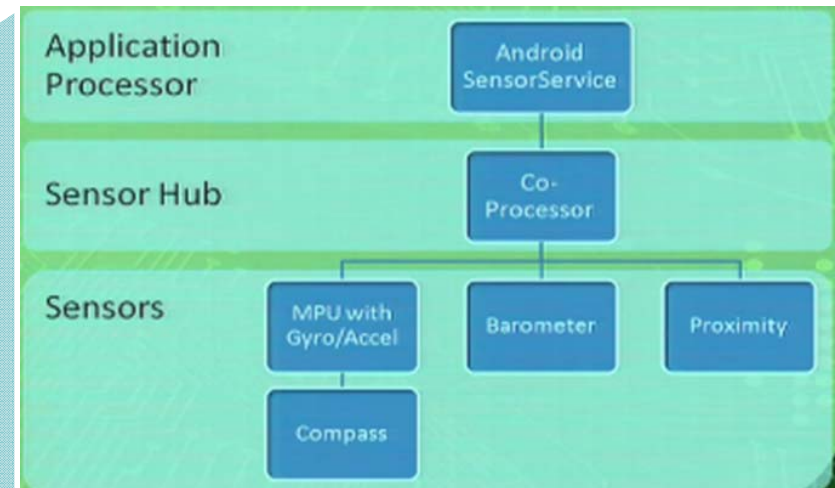 Application
Processor
Android
SensorService
Sensor Hub
Co-
Processor
Sensors
MPU with
Gyro/Accel
Barometer
Proximity
Compass